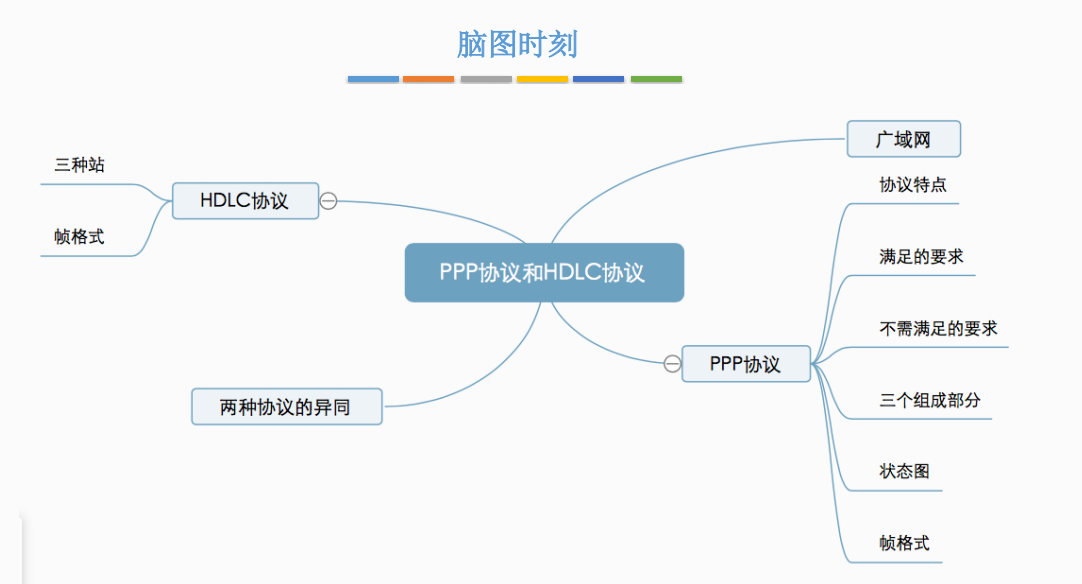 脑图时刻
广域网
三种站
协议特点
HDLC协议
帧格式
满足的要求
PPP协议和HDLC协议
不需满足的要求
PPP协议
三个组成部分
两种协议的异同
状态图
帧格式